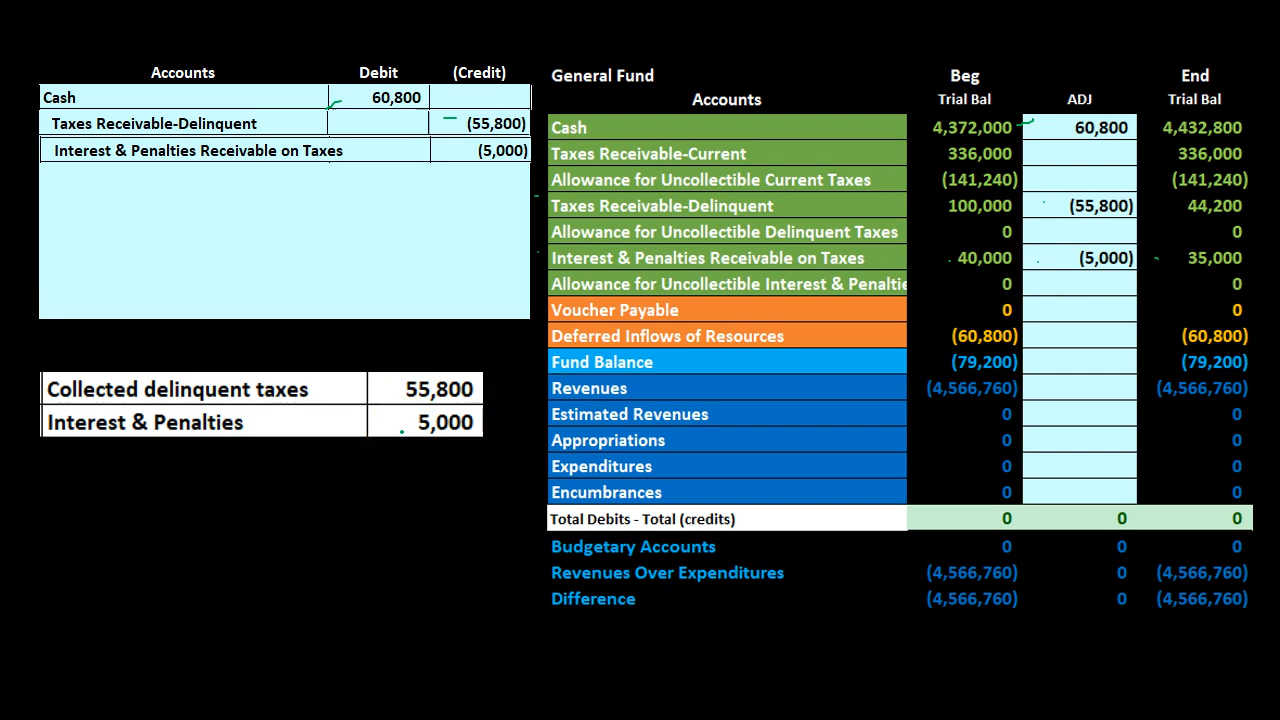 Accounts Debit (Credit)
Cash 60,800
Taxes Receivable-Delinquent (55,800)
Interest & Penalties Receivable on Taxes (5,000)
Collected delinquent taxes 55,800
Interest & Penalties 5,000
General Fund Beg End
Accounts Trial Bal ADJ Trial Bal
Cash 4,372,000 60,800 4,432,800
Taxes Receivable-Current 336,000 336,000
Allowance for Uncollectible Current Taxes (141,240) (141,240)
Taxes Receivable-Delinquent 100,000 (55,800) 44,200
Allowance for Uncollectible Delinquent Taxes 0 0
Interest & Penalties Receivable on Taxes 40,000 (5,000) 35,000
Allowance for Uncollectible Interest & Penaltie 0 0
Voucher Payable 0 0
Deferred Inflows of Resources (60,800) (60,800)
Fund Balance (79,200) (79,200)
Revenues (4,566,760) (4,566,760)
Estimated Revenues 0 0
Appropriations 0 0
Expenditures 0 0
Encumbrances 0 0
Total Debits - Total (credits) 0 0 0
Budgetary Accounts 0 0 0
Revenues Over Expenditures (4,566,760) 0 (4,566,760)
Difference (4,566,760) 0 (4,566,760)